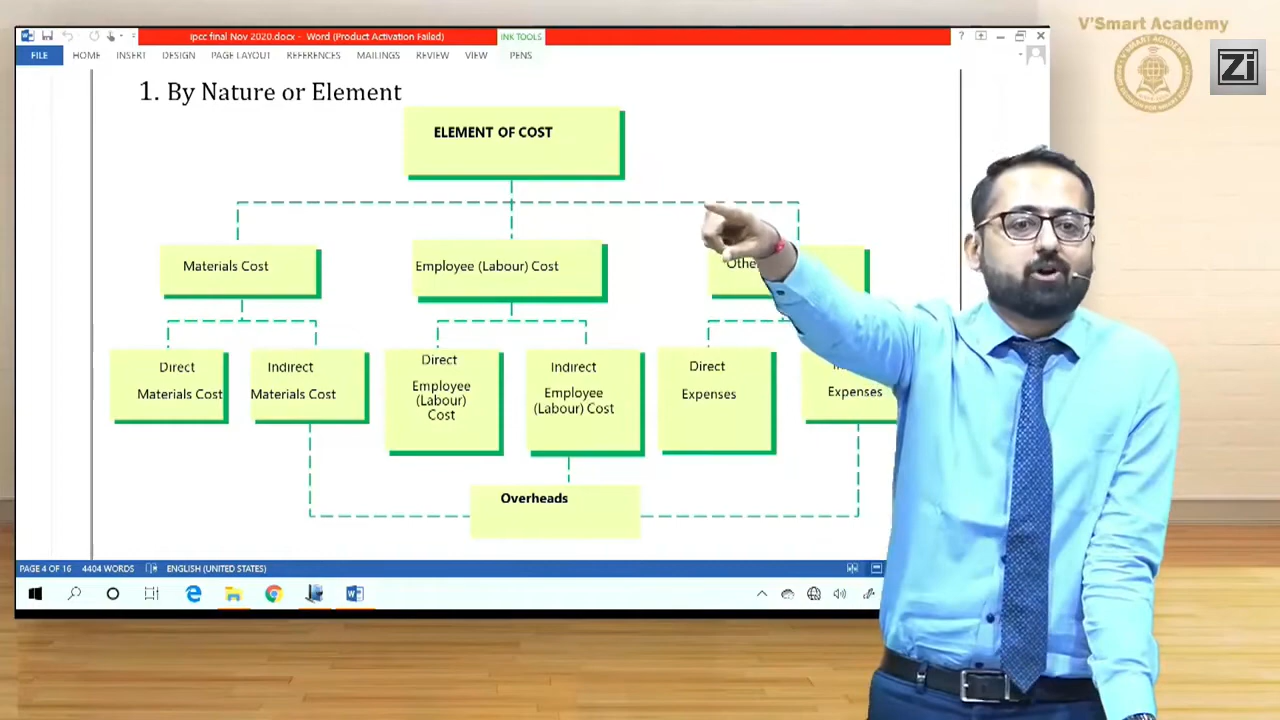 V'Smart Academy
Zi
ipcc final Nov 2020.docx - Word (Product Activation Failed)
INK TOOLS
FILE HOME INSERT DESIGN PAGE LAYOUT REFERENCES MAILINGS REVIEW VIEW PENS
1. By Nature or Element
ELEMENT OF COST
Materials Cost
Employee (Labour) Cost
Direct
Materials Cost
Indirect
Materials Cost
Direct
Employee
(Labour)
Cost
Indirect
Employee
(Labour) Cost
Direct
Expenses
Expenses
Overheads
PAGE 4 OF 16 4404 WORDS ENGLISH (UNITED STATES)